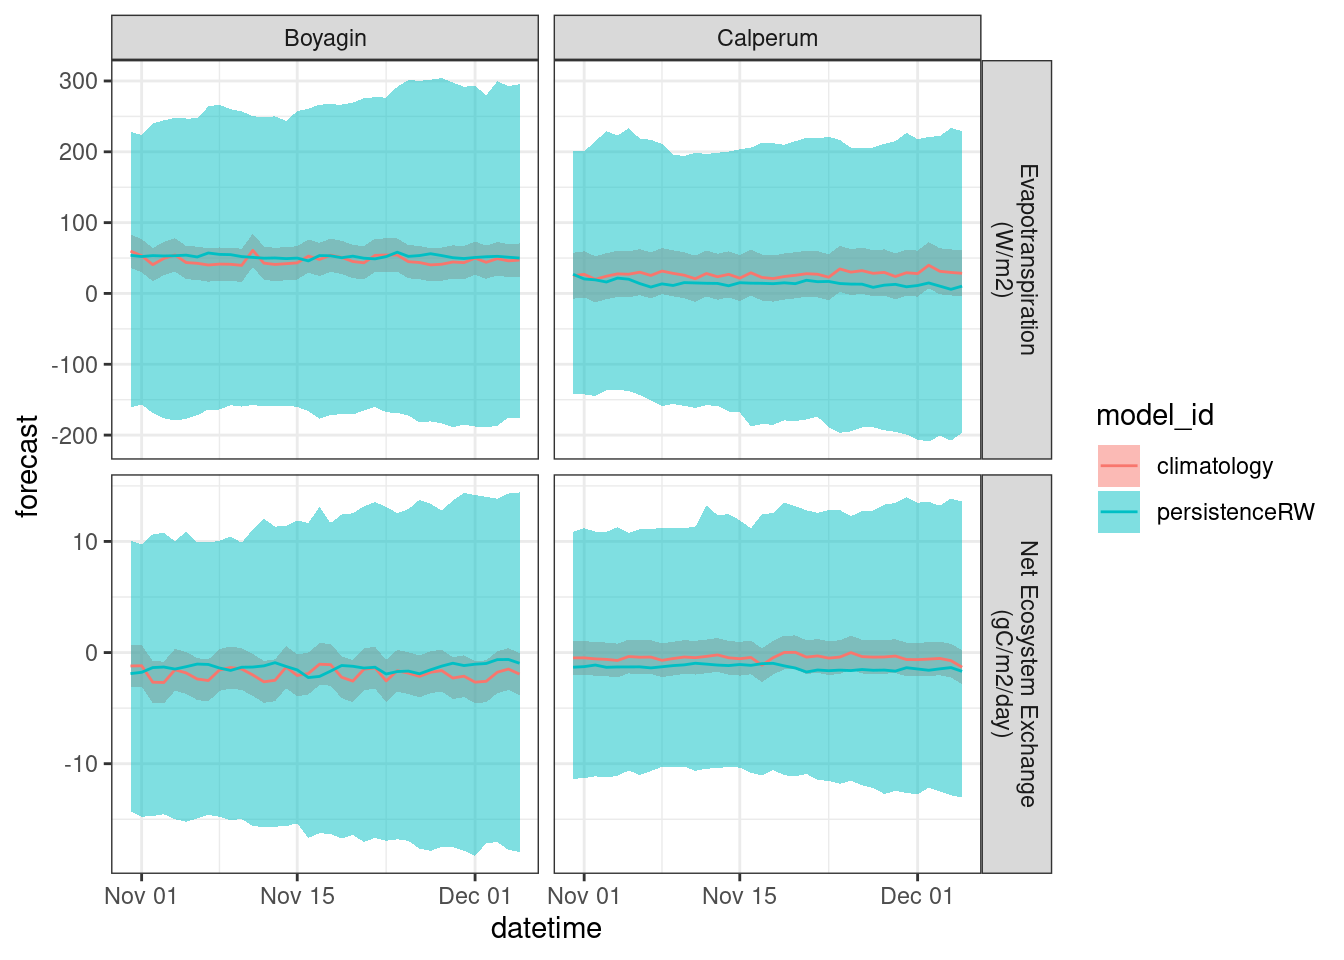 Boyagin
Calperum
300
200
100
0
-100
-200
Evapotranspiration
(W/m2)
10
0
-10
Net Ecosystem Exchange
(gC/m2/day)
forecast
Nov 01
Nov 15
Dec 01
Nov 01
Nov 15
Dec 01
datetime
model_id
climatology
persistenceRW